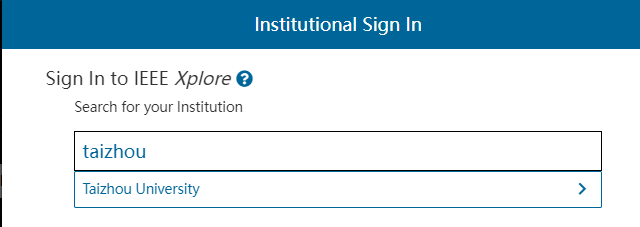 Institutional Sign In
Sign In to IEEE Xplore ?
Search for your Institution
taizhou
Taizhou University